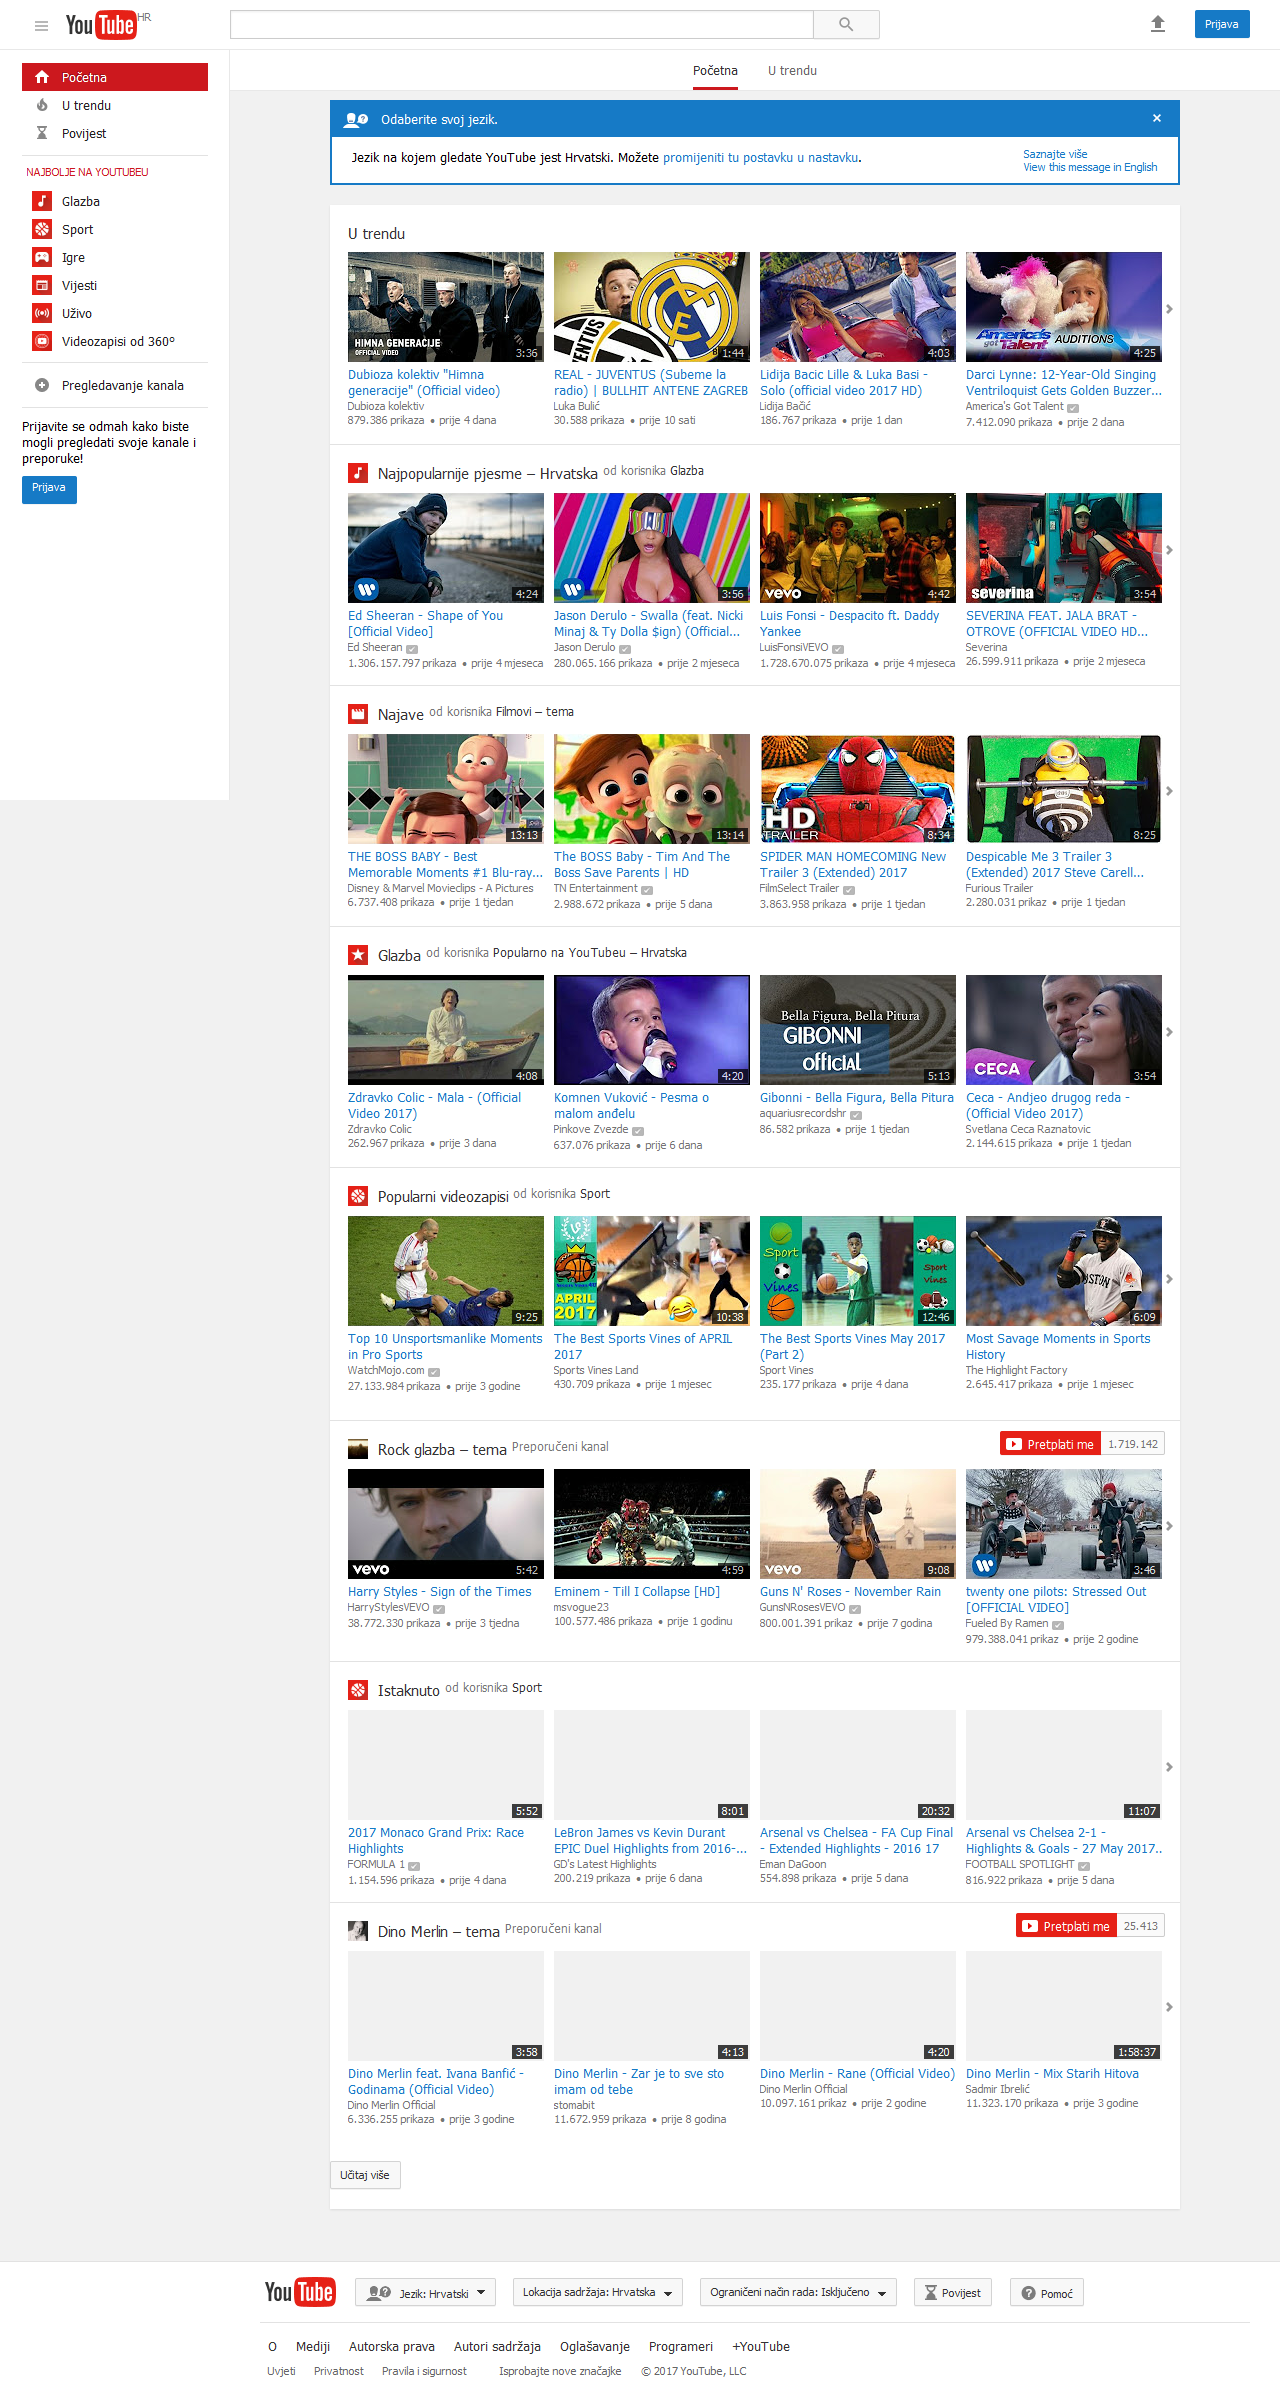 YouTube HR
Prijava
Početna
U trendu
Povijest
NAJBOLJE NA YOUTUBEU
Glazba
Sport
Igre
Vijesti
Uživo
Videozapisi od 360°
Pregledavanje kanala
Prijavite se odmah kako biste
mogli pregledati svoje kanale i
preporuke!
Prijava
Početna U trendu
Odaberite svoj jezik.
Jezik na kojem gledate YouTube jest Hrvatski. Možete promijeniti tu postavku u nastavku.
Saznajte više
View this message in English
U trendu
HIMNA GENERACIJE
OFFICIAL VIDEO
3:36
Dubioza kolektiv "Himna
generacije" (Official video)
Dubioza kolektiv
879.386 prikaza • prije 4 dana
1:44
REAL - JUVENTUS (Subeme la
radio) | BULLHIT ANTENE ZAGREB
Luka Bulić
30.588 prikaza • prije 10 sati
4:03
Lidija Bacic Lille & Luka Basi -
Solo (official video 2017 HD)
Lidija Bačić
186.767 prikaza • prije 1 dan
America's got Talent AUDITIONS
4:25
Darci Lynne: 12-Year-Old Singing
Ventriloquist Gets Golden Buzzer...
America's Got Talent
7.412.090 prikaza • prije 2 dana
Najpopularnije pjesme – Hrvatska od korisnika Glazba
4:24
Ed Sheeran - Shape of You
[Official Video]
Ed Sheeran
1.306.157.797 prikaza • prije 4 mjeseca
3:56
Jason Derulo - Swalla (feat. Nicki
Minaj & Ty Dolla $ign) (Official...
Jason Derulo
280.065.166 prikaza • prije 2 mjeseca
vevo
4:42
Luis Fonsi - Despacito ft. Daddy
Yankee
LuisFonsiVEVO
1.728.670.075 prikaza • prije 4 mjeseca
severina
3:54
SEVERINA FEAT. JALA BRAT -
OTROVE (OFFICIAL VIDEO HD...
Severina
26.599.911 prikaza • prije 2 mjeseca
Najave od korisnika Filmovi – tema
13:13
THE BOSS BABY - Best
Memorable Moments #1 Blu-ray...
Disney & Marvel Movieclips - A Pictures
6.737.408 prikaza • prije 1 tjedan
13:14
The BOSS Baby - Tim And The
Boss Save Parents | HD
TN Entertainment
2.988.672 prikaza • prije 5 dana
HD
TRAILER
8:34
SPIDER MAN HOMECOMING New
Trailer 3 (Extended) 2017
FilmSelect Trailer
3.863.958 prikaza • prije 1 tjedan
8:25
Despicable Me 3 Trailer 3
(Extended) 2017 Steve Carell...
Furious Trailer
2.280.031 prikaz • prije 1 tjedan
Glazba od korisnika Popularno na YouTubeu – Hrvatska
4:08
Zdravko Colic - Mala - (Official
Video 2017)
Zdravko Colic
262.967 prikaza • prije 3 dana
4:20
Komnen Vuković - Pesma o
malom anđelu
Pinkove Zvezde
637.076 prikaza • prije 6 dana
Bella Figura, Bella Pitura
GIBONNI
official
5:13
Gibonni - Bella Figura, Bella Pitura
aquariusrecordshr
86.582 prikaza • prije 1 tjedan
CECA
3:54
Ceca - Andjeo drugog reda -
(Official Video 2017)
Svetlana Ceca Raznatovic
2.144.615 prikaza • prije 1 tjedan
Popularni videozapisi od korisnika Sport
9:25
Top 10 Unsportsmanlike Moments
in Pro Sports
WatchMojo.com
27.133.984 prikaza • prije 3 godine
APRIL
2017
10:38
The Best Sports Vines of APRIL
2017
Sports Vines Land
430.709 prikaza • prije 1 mjesec
Sport
Vines
Sport
Vines
12:46
The Best Sports Vines May 2017
(Part 2)
Sport Vines
235.177 prikaza • prije 4 dana
6:09
Most Savage Moments in Sports
History
The Highlight Factory
2.645.417 prikaza • prije 1 mjesec
Rock glazba – tema Preporučeni kanal
Pretplati me 1.719.142
vevo
5:42
Harry Styles - Sign of the Times
HarryStylesVEVO
38.772.330 prikaza • prije 3 tjedna
4:59
Eminem - Till I Collapse [HD]
msvogue23
100.577.486 prikaza • prije 1 godinu
vevo
9:08
Guns N' Roses - November Rain
GunsNRosesVEVO
800.001.391 prikaz • prije 7 godina
3:46
twenty one pilots: Stressed Out
[OFFICIAL VIDEO]
Fueled By Ramen
979.388.041 prikaz • prije 2 godine
Istaknuto od korisnika Sport
5:52
2017 Monaco Grand Prix: Race
Highlights
FORMULA 1
1.154.596 prikaza • prije 4 dana
8:01
LeBron James vs Kevin Durant
EPIC Duel Highlights from 2016-...
GD's Latest Highlights
200.219 prikaza • prije 6 dana
20:32
Arsenal vs Chelsea - FA Cup Final
- Extended Highlights - 2016 17
Eman DaGoon
554.898 prikaza • prije 5 dana
11:07
Arsenal vs Chelsea 2-1 -
Highlights & Goals - 27 May 2017..
FOOTBALL SPOTLIGHT
816.922 prikaza • prije 5 dana
Dino Merlin – tema Preporučeni kanal
Pretplati me 25.413
3:58
Dino Merlin feat. Ivana Banfić -
Godinama (Official Video)
Dino Merlin Official
6.336.255 prikaza • prije 3 godine
4:13
Dino Merlin - Zar je to sve sto
imam od tebe
stomabit
11.672.959 prikaza • prije 8 godina
4:20
Dino Merlin - Rane (Official Video)
Dino Merlin Official
10.097.161 prikaz • prije 2 godine
1:58:37
Dino Merlin - Mix Starih Hitova
Sadmir Ibrelić
11.323.170 prikaza • prije 3 godine
Učitaj više
YouTube
Jezik: Hrvatski
Lokacija sadržaja: Hrvatska
Ograničeni način rada: Isključeno
Povijest
Pomoć
O Mediji Autorska prava Autori sadržaja Oglašavanje Programeri +YouTube
Uvjeti Privatnost Pravila i sigurnost Isprobajte nove značajke © 2017 YouTube, LLC